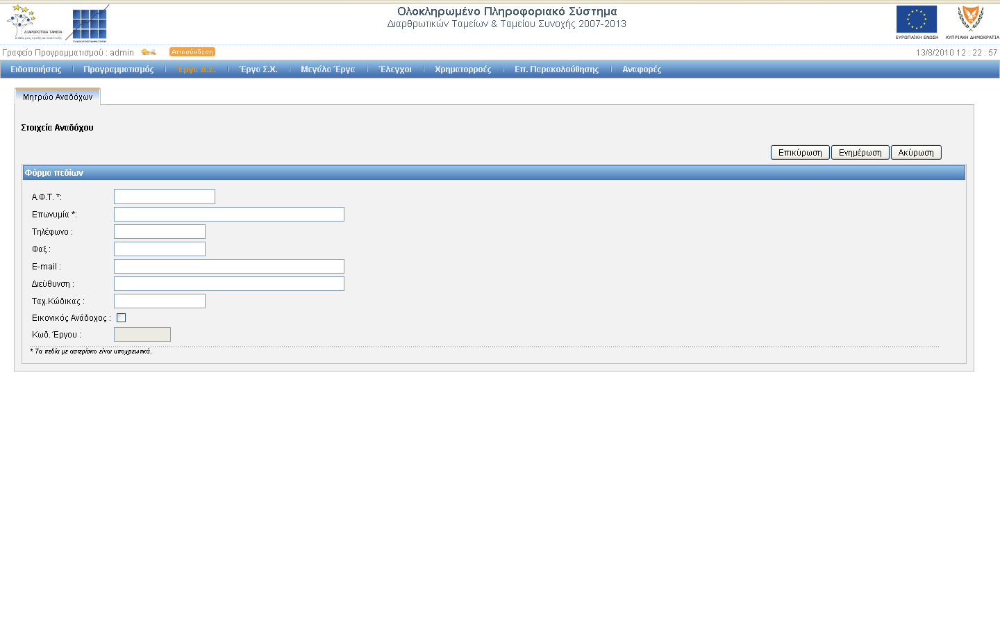 Ολοκληρωμένο Πληροφοριακό Σύστημα
Διαρθρωτικών Ταμείων & Ταμείου Συνοχής 2007-2013
ΔΙΑΡΘΡΩΤΙΚΑ ΤΑΜΕΙΑ
ΕΥΡΩΠΑΪΚΗ ΕΝΩΣΗ
ΚΥΠΡΙΑΚΗ ΔΗΜΟΚΡΑΤΙΑ
Γραφείο Προγραμματισμού : admin
Αποσύνδεση
13/8/2010 12 : 22 : 57
Ειδοποιήσεις
Προγραμματισμός
Έργα Δ.Σ.
Έργα Σ.Χ.
Μεγάλα Έργα
Έλεγχοι
Χρηματορροές
Επ. Παρακολούθησης
Αναφορές
Μητρώο Αναδόχων
Στοιχεία Αναδόχου
Επικύρωση
Ενημέρωση
Ακύρωση
Φόρμα πεδίων
Α.Φ.Τ. *:
Επωνυμία *:
Τηλέφωνο :
Φαξ :
E-mail :
Διεύθυνση :
Ταχ.Κώδικας :
Εικονικός Ανάδοχος :
Κωδ. Έργου :
* Τα πεδία με αστερίσκο είναι αποχρεωτικά.